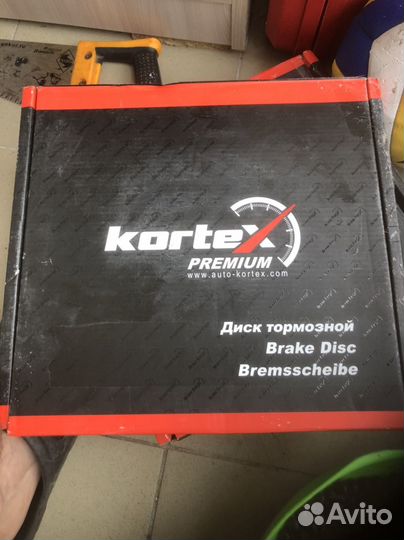 kortex
PREMIUM
www.auto-kortex.com
Диск тормозной
Brake Disc
Bremsscheibe
Avito